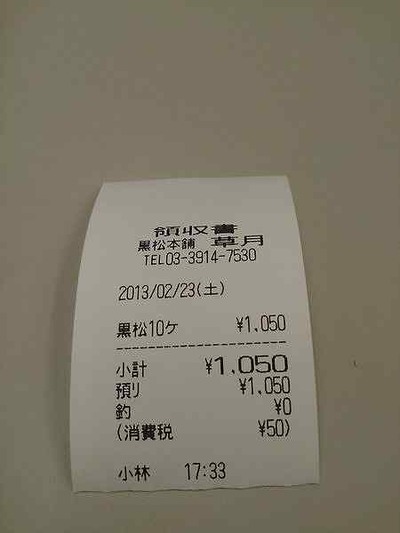 領収書
黒松本舗 草月
TEL03-3914-7530
2013/02/23(土)
黒松10ケ ¥1,050
小計 ¥1,050
預り ¥1,050
釣 ¥0
(消費税 ¥50)
小林 17:33